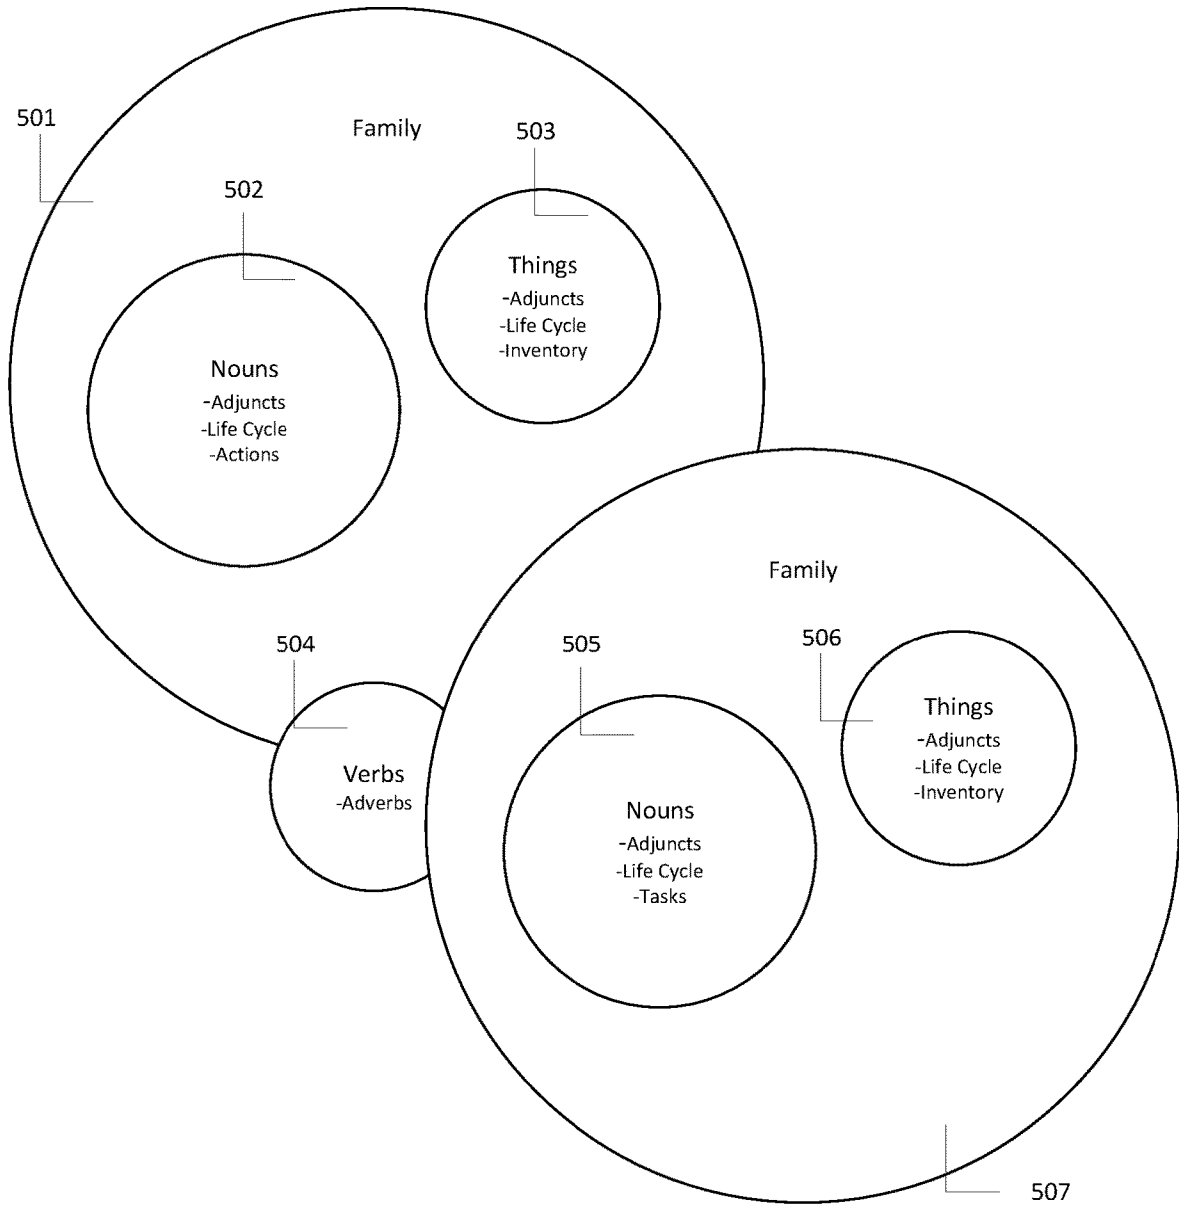 501
Family
503
502
Things
-Adjuncts
-Life Cycle
-Inventory
Nouns
-Adjuncts
-Life Cycle
-Actions
Family
504
505
506
Things
-Adjuncts
-Life Cycle
-Inventory
Verbs
-Adverbs
Nouns
-Adjuncts
-Life Cycle
-Tasks
507